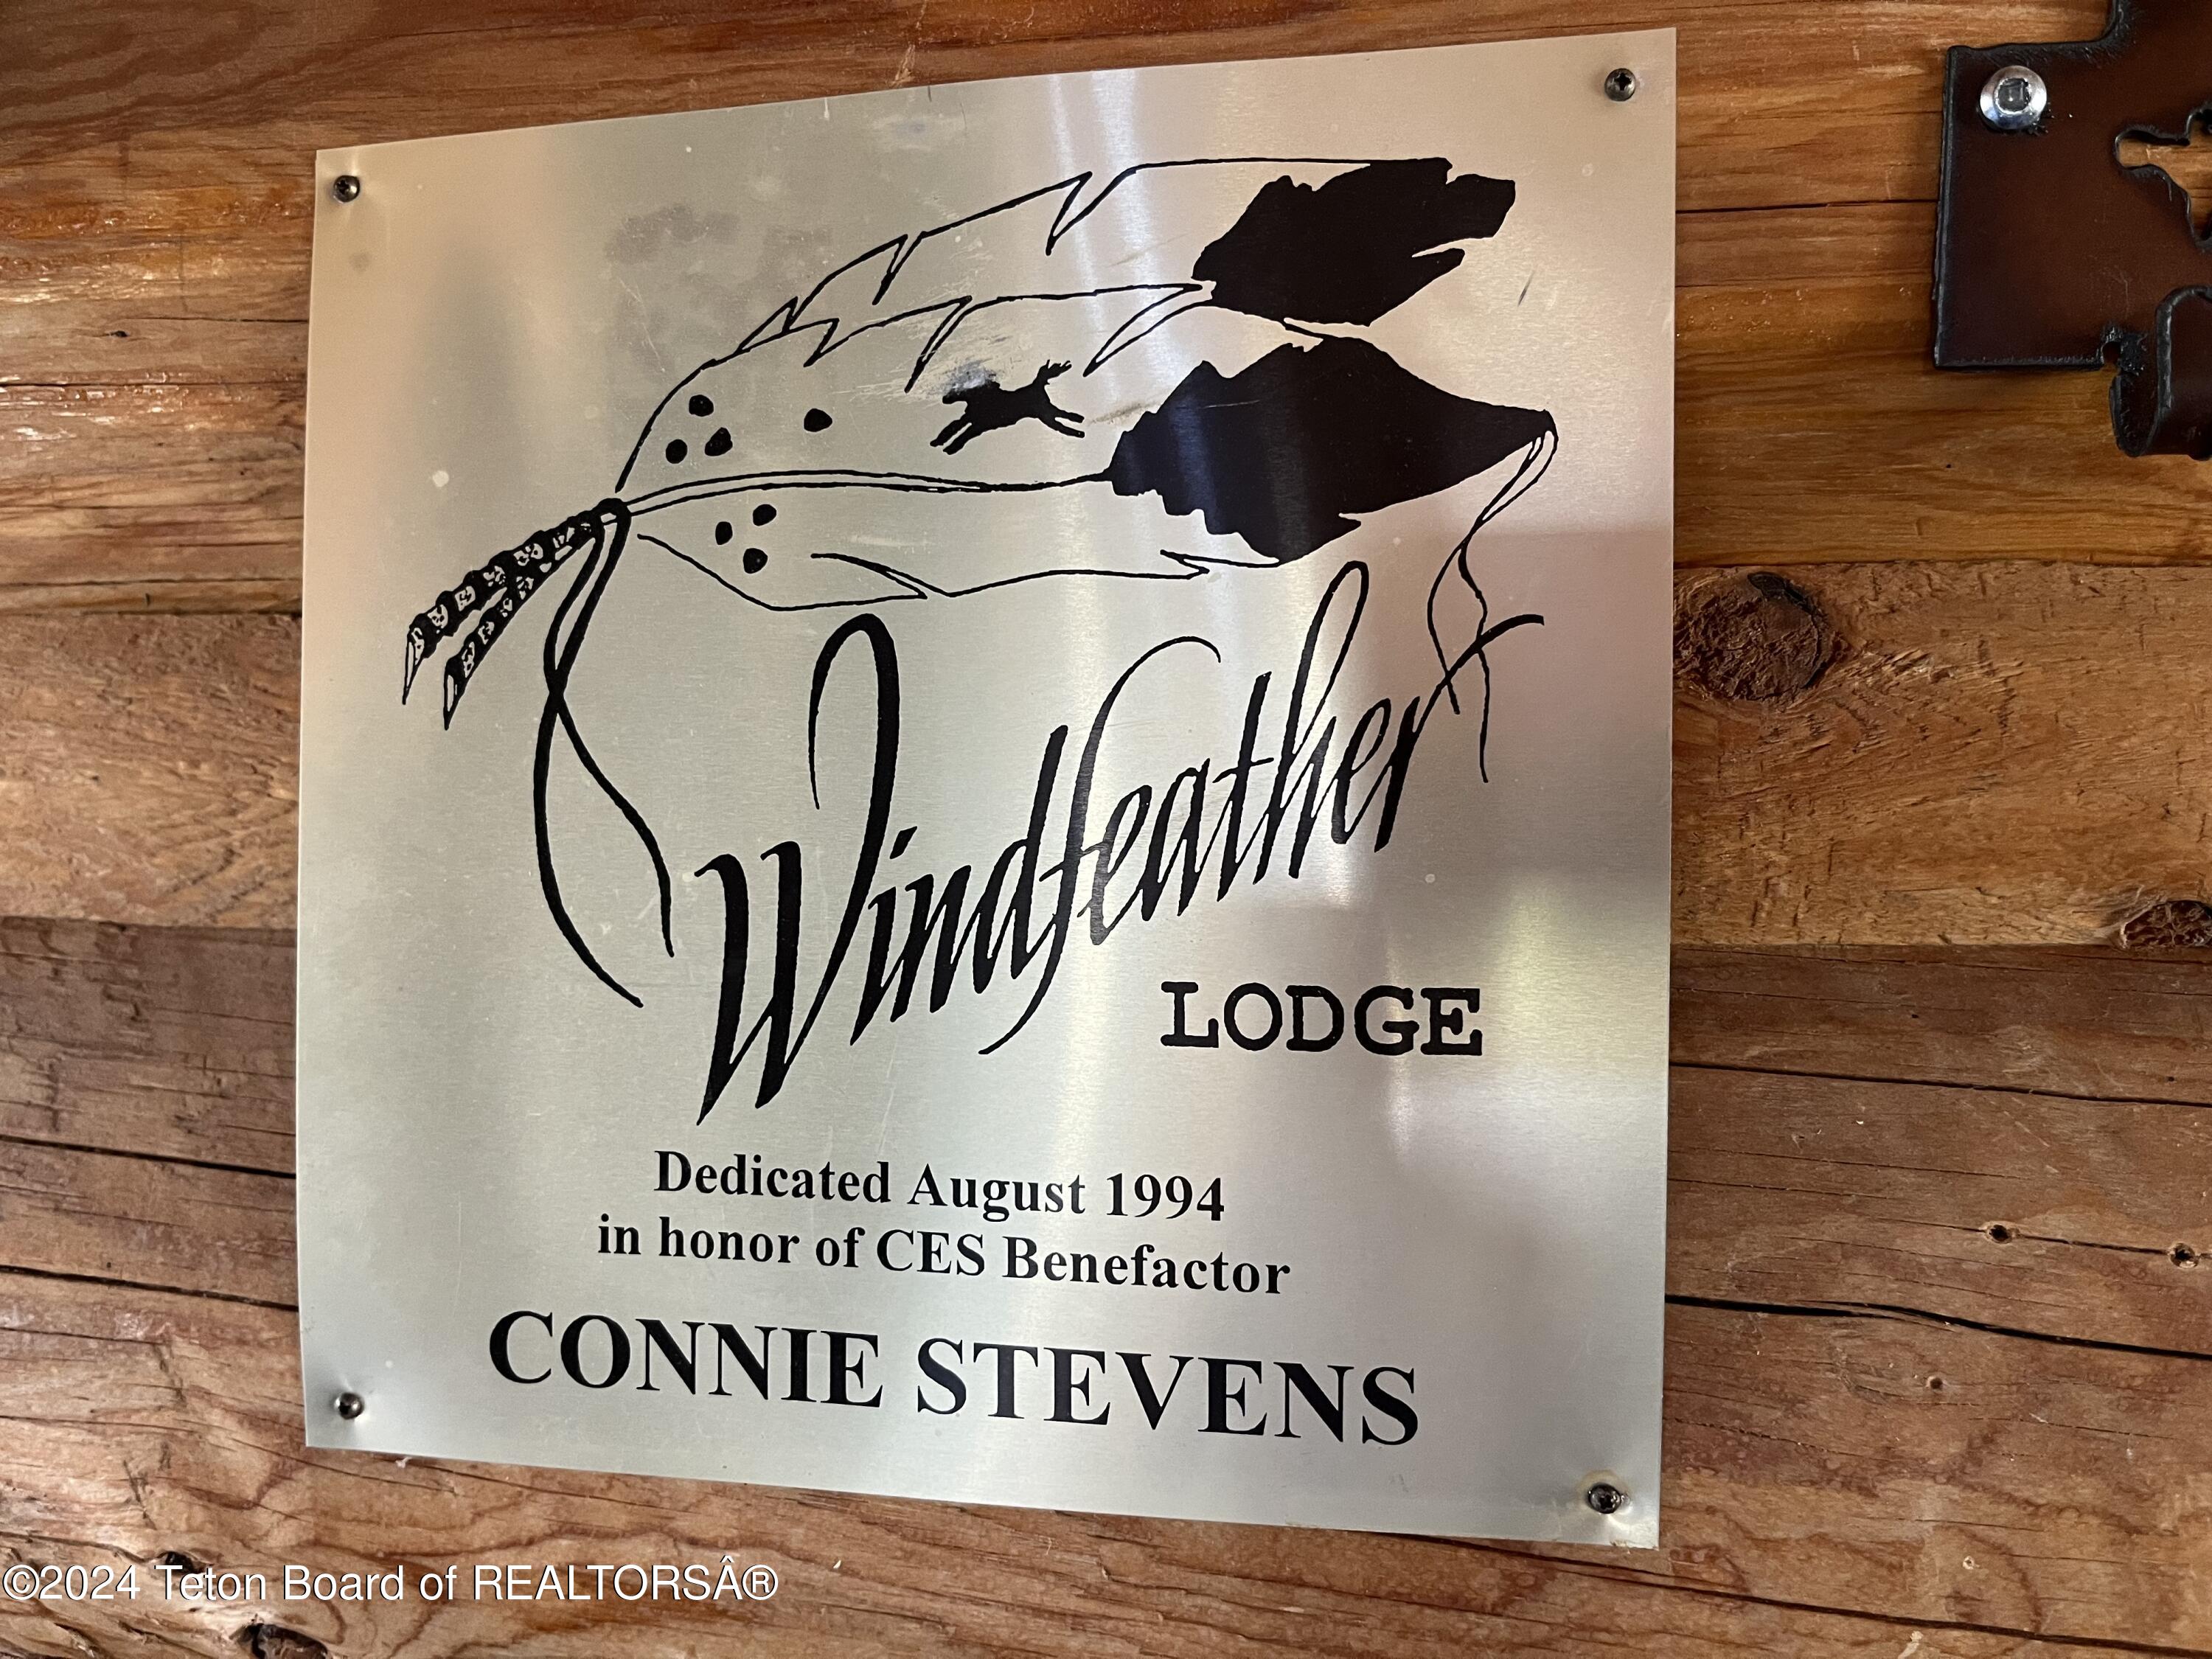 Windfeather
LODGE
Dedicated August 1994
in honor of CES Benefactor
CONNIE STEVENS
©2024 Teton Board of REALTORSÂ®